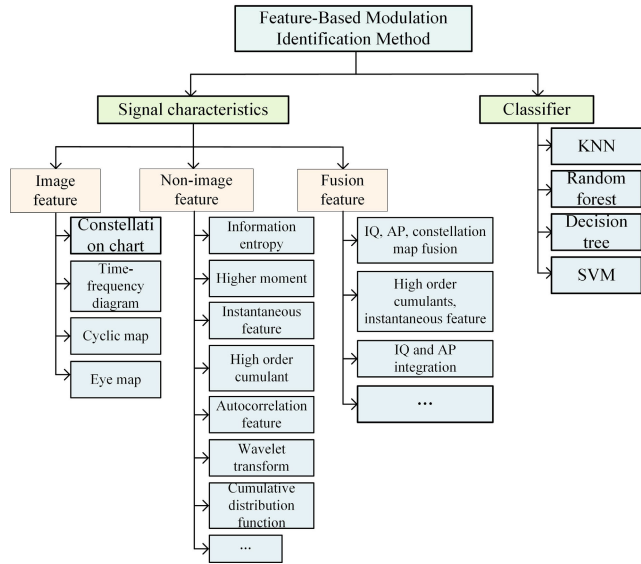 Feature-Based Modulation
Identification Method
Signal characteristics
Classifier
Image
feature
Non-image
feature
Fusion
feature
Constellati
on chart
Time-
frequency
diagram
Cyclic map
Eye map
Information
entropy
Higher moment
Instantaneous
feature
High order
cumulant
Autocorrelation
feature
Wavelet
transform
Cumulative
distribution
function
...
IQ, AP, constellation
map fusion
High order
cumulants,
instantaneous feature
IQ and AP
integration
...
KNN
Random
forest
Decision
tree
SVM